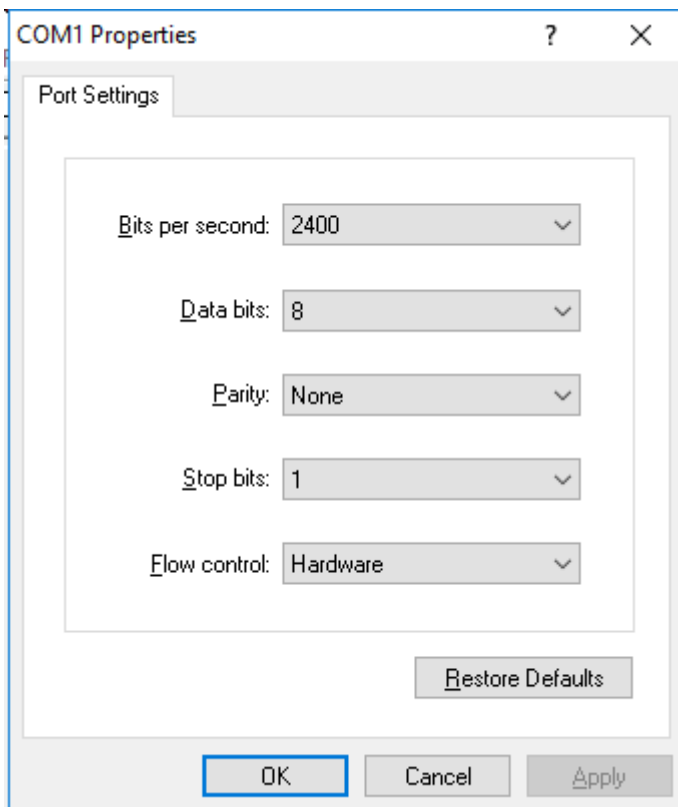 COM1 Properties ?
Port Settings
Bits per second: 2400
Data bits: 8
Parity: None
Stop bits: 1
Flow control: Hardware
Restore Defaults
OK Cancel Apply